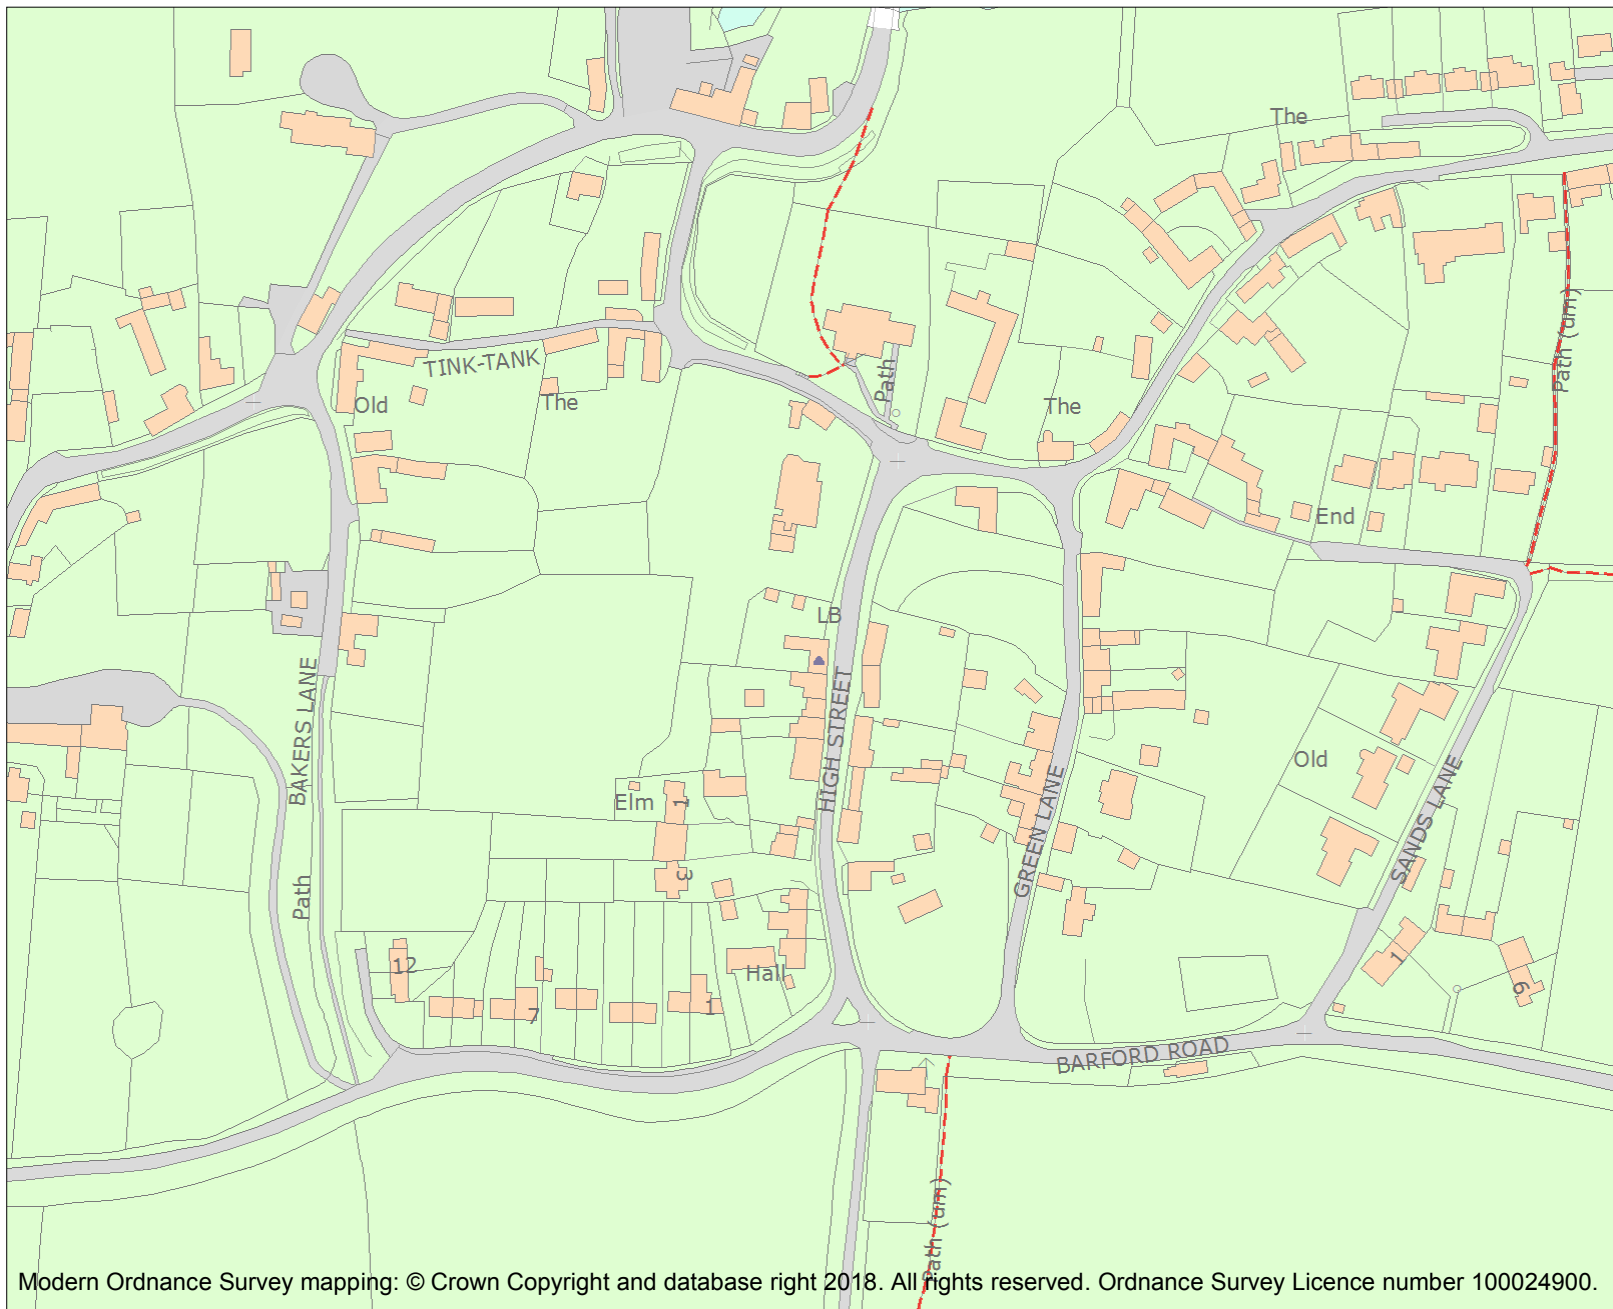 The
Path (um)
TINK-TANK
Old
The
Path
The
End
LB
BAKERS LANE
HIGH STREET
Old
Elm
1
GREEN LANE
SANDS LANE
3
Path
12
Hall
1
6
7
1
BARFORD ROAD
Path (um)
Modern Ordnance Survey mapping: © Crown Copyright and database right 2018. All rights reserved. Ordnance Survey Licence number 100024900.